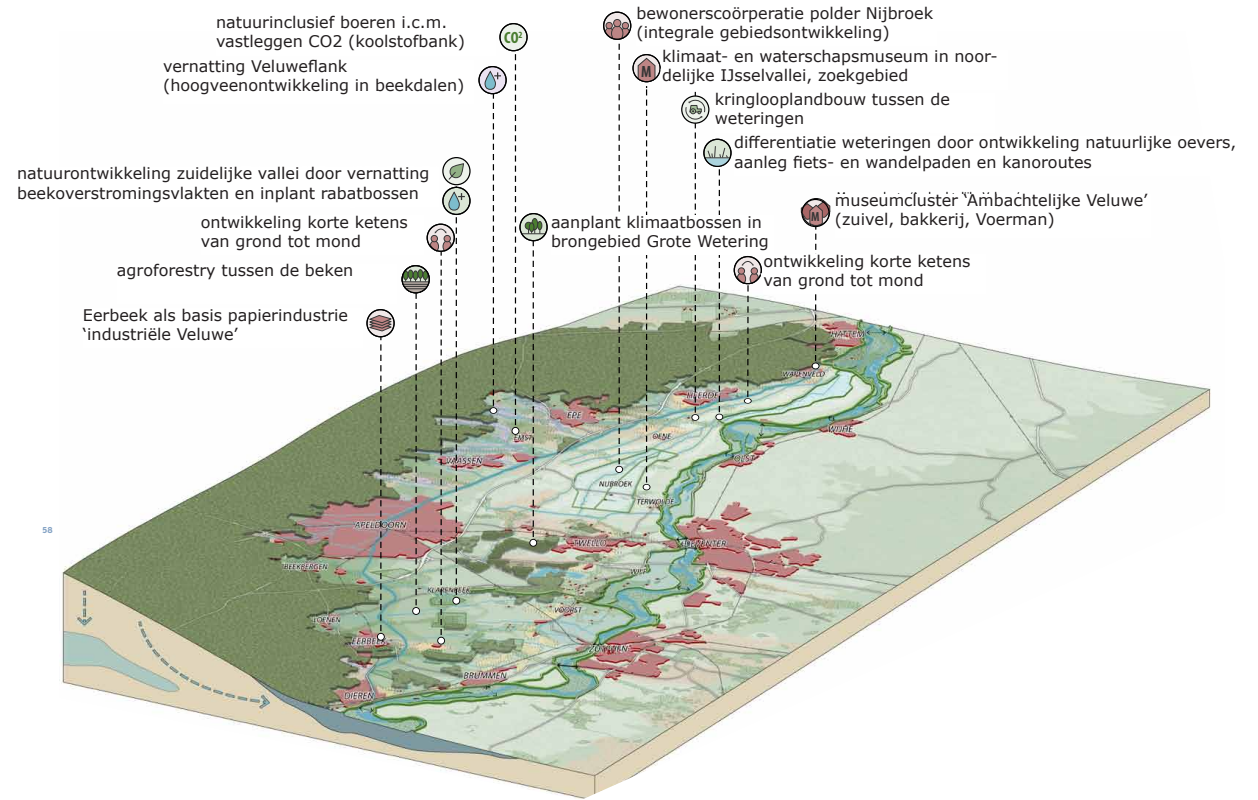 natuurinclusief boeren i.c.m.
vastleggen CO2 (koolstofbank)
CO²
bewonerscoörperatie polder Nijbroek
(integrale gebiedsontwikkeling)
vernatting Veluweflank
(hoogveenontwikkeling in beekdalen)
M
klimaat- en waterschapsmuseum in noor-
delijke IJsselvallei, zoekgebied
kringlooplandbouw tussen de
weteringen
differentiatie weteringen door ontwikkeling natuurlijke oevers,
aanleg fiets- en wandelpaden en kanoroutes
natuurontwikkeling zuidelijke vallei door vernatting
beekoverstromingsvlakten en inplant rabatbossen
M
museumcluster ‘Ambachtelijke Veluwe’
(zuivel, bakkerij, Voerman)
ontwikkeling korte ketens
van grond tot mond
aanplant klimaatbossen in
brongebied Grote Wetering
agroforestry tussen de beken
ontwikkeling korte ketens
van grond tot mond
Eerbeek als basis papierindustrie
‘industriële Veluwe’
HATTEM
WAPENVELD
HEERDE
EPE
WIJHE
EMST
OENE
VAASSEN
OLST
NIJBROEK
TERWOLDE
58
APELDOORN
TWELLO
DEVENTER
BEEKBERGEN
WILP
KLARENBEEK
VOORST
LOENEN
EERBEEK
ZUTPHEN
BRUMMEN
DIEREN